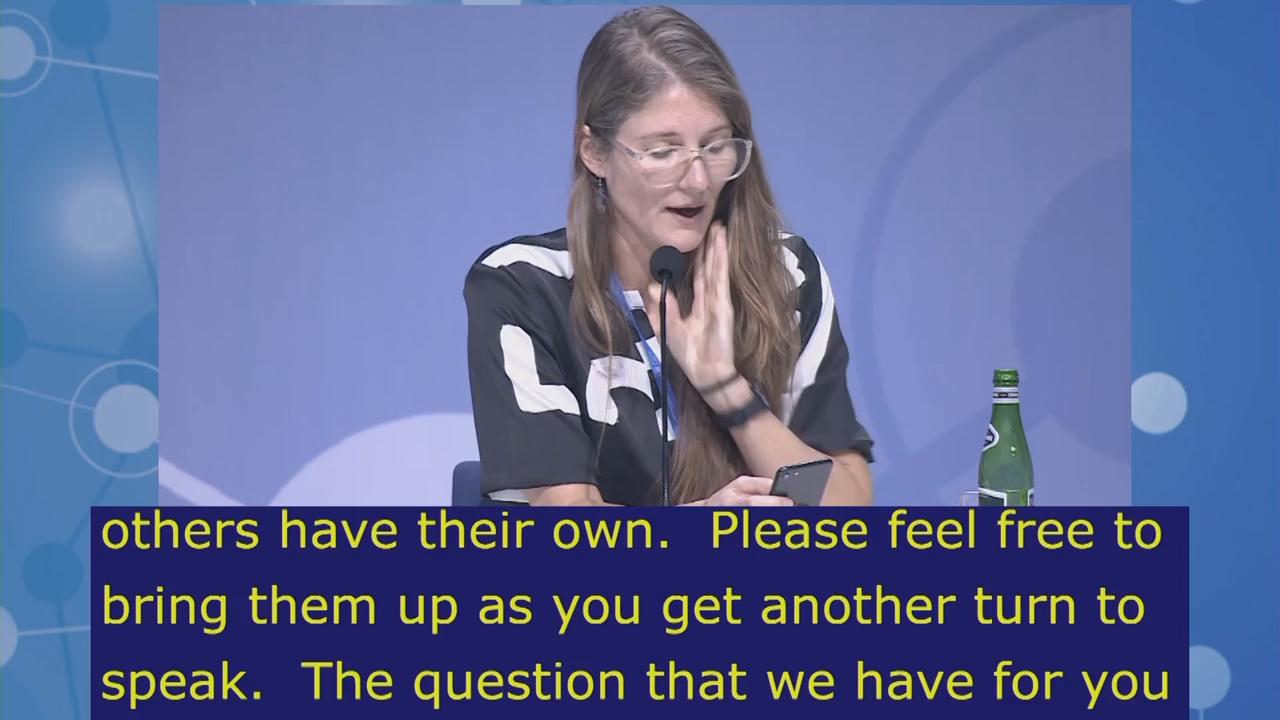 others have their own.  Please feel free to
bring them up as you get another turn to
speak.  The question that we have for you